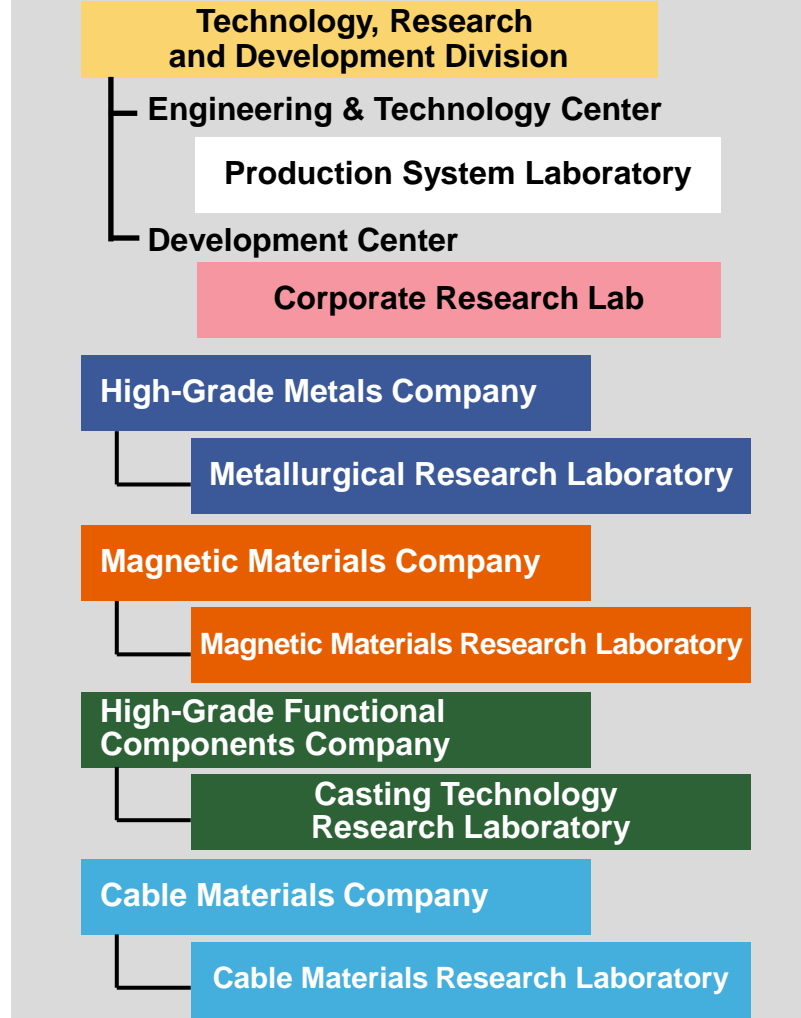 Technology, Research
and Development Division
Engineering & Technology Center
Production System Laboratory
Development Center
Corporate Research Lab
High-Grade Metals Company
Metallurgical Research Laboratory
Magnetic Materials Company
Magnetic Materials Research Laboratory
High-Grade Functional
Components Company
Casting Technology
Research Laboratory
Cable Materials Company
Cable Materials Research Laboratory